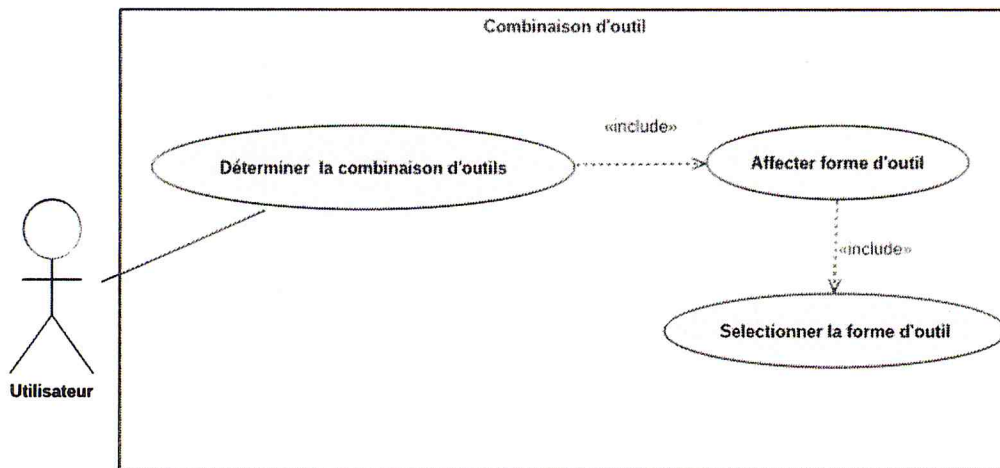 Combinaison d'outil
«include»
Déterminer la combinaison d'outils
Affecter forme d'outil
«include»
Selectionner la forme d'outil
Utilisateur